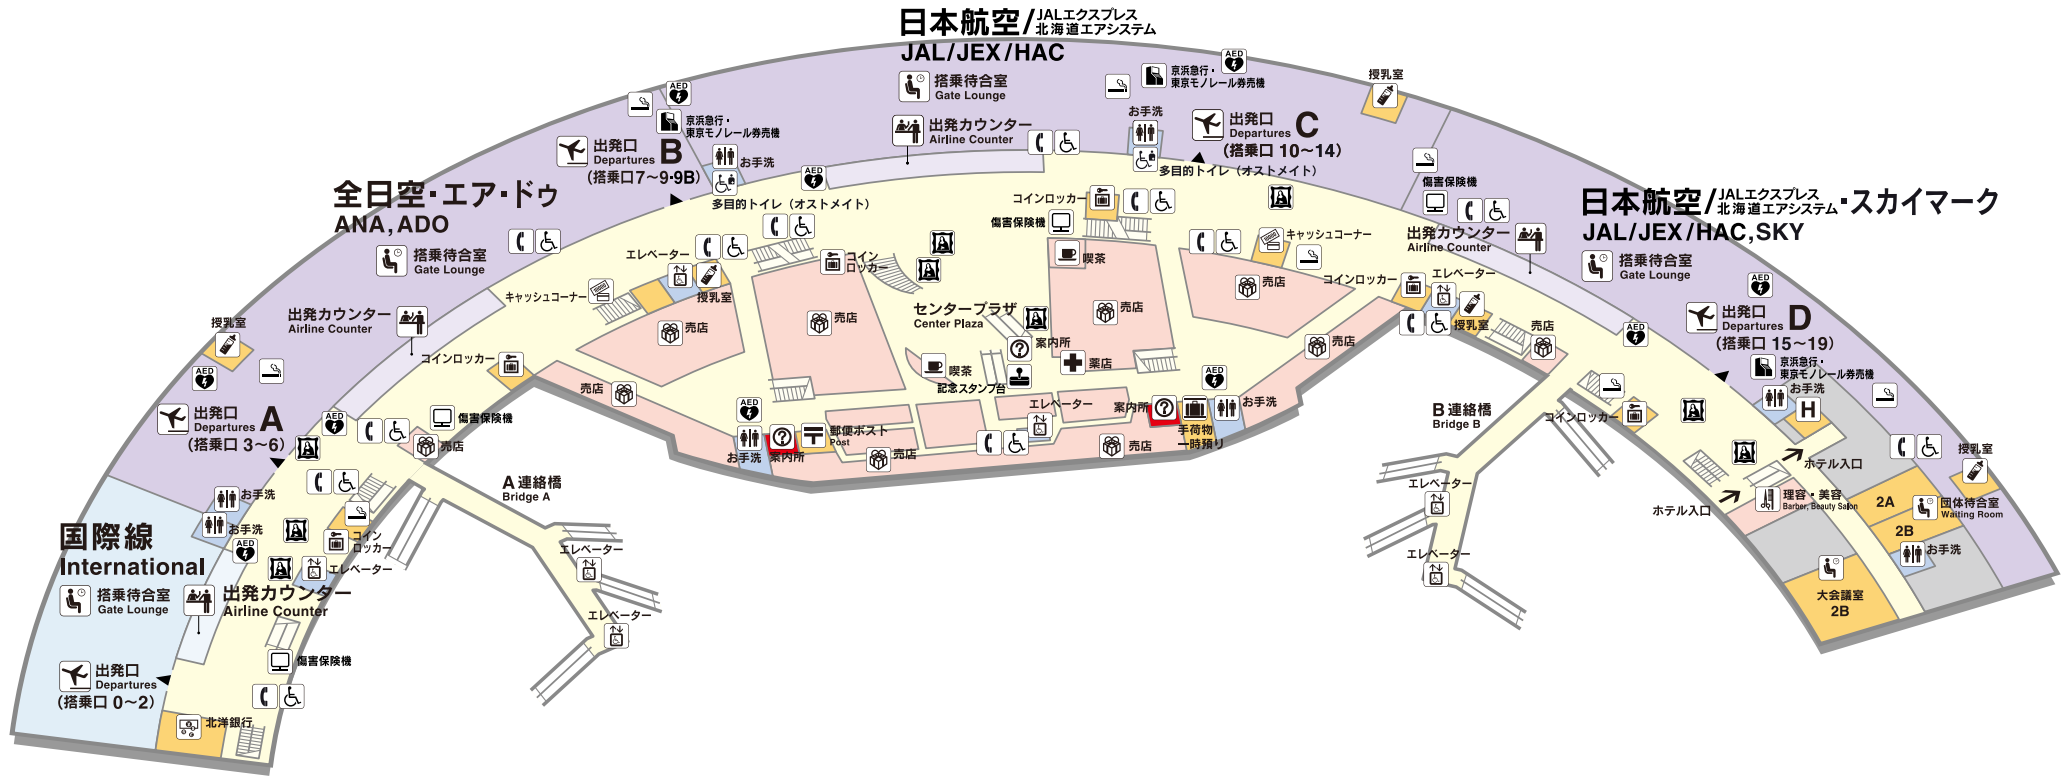 日本航空/JALエクスプレス
北海道エアシステム
JAL/JEX/HAC
搭乗待合室
Gate Lounge
出発カウンター
Airline Counter
AED
京浜急行・
東京モノレール券売機
お手洗
出発口
Departures C
(搭乗口 10~14)
多目的トイレ（オストメイト）
授乳室
AED
AED
京浜急行・
東京モノレール券売機
出発口
Departures B
(搭乗口7~9・9B)
お手洗
AED
多目的トイレ（オストメイト）
全日空・エア・ドゥ
ANA,ADO
搭乗待合室
Gate Lounge
出発カウンター
Airline Counter
授乳室
AED
出発口
Departures A
(搭乗口 3~6)
AED
傷害保険機
売店
コインロッカー
キャッシュコーナー
エレベーター
授乳室
売店
コイン
ロッカー
売店
センタープラザ
Center Plaza
案内所
喫茶
記念スタンプ台
傷害保険機
コインロッカー
喫茶
売店
薬店
キャッシュコーナー
売店
コインロッカー
エレベーター
授乳室
売店
売店
売店
AED
お手洗
案内所
郵便ポスト
Post
売店
エレベーター
売店
案内所
手荷物
一時預り
AED
お手洗
傷害保険機
出発カウンター
Airline Counter
日本航空/JALエクスプレス
北海道エアシステム・スカイマーク
JAL/JEX/HAC,SKY
搭乗待合室
Gate Lounge
AED
AED
出発口
Departures D
(搭乗口 15~19)
京浜急行・
東京モノレール券売機
お手洗
H
コインロッカー
ホテル入口
ホテル入口
理容・美容
Barber, Beauty Salon
授乳室
2A
2B
団体待合室
Waiting Room
お手洗
大会議室
2B
B 連絡橋
Bridge B
エレベーター
エレベーター
A 連絡橋
Bridge A
エレベーター
エレベーター
お手洗
お手洗
AED
コイン
ロッカー
エレベーター
国際線
International
搭乗待合室
Gate Lounge
出発カウンター
Airline Counter
傷害保険機
出発口
Departures
(搭乗口 0~2)
北洋銀行